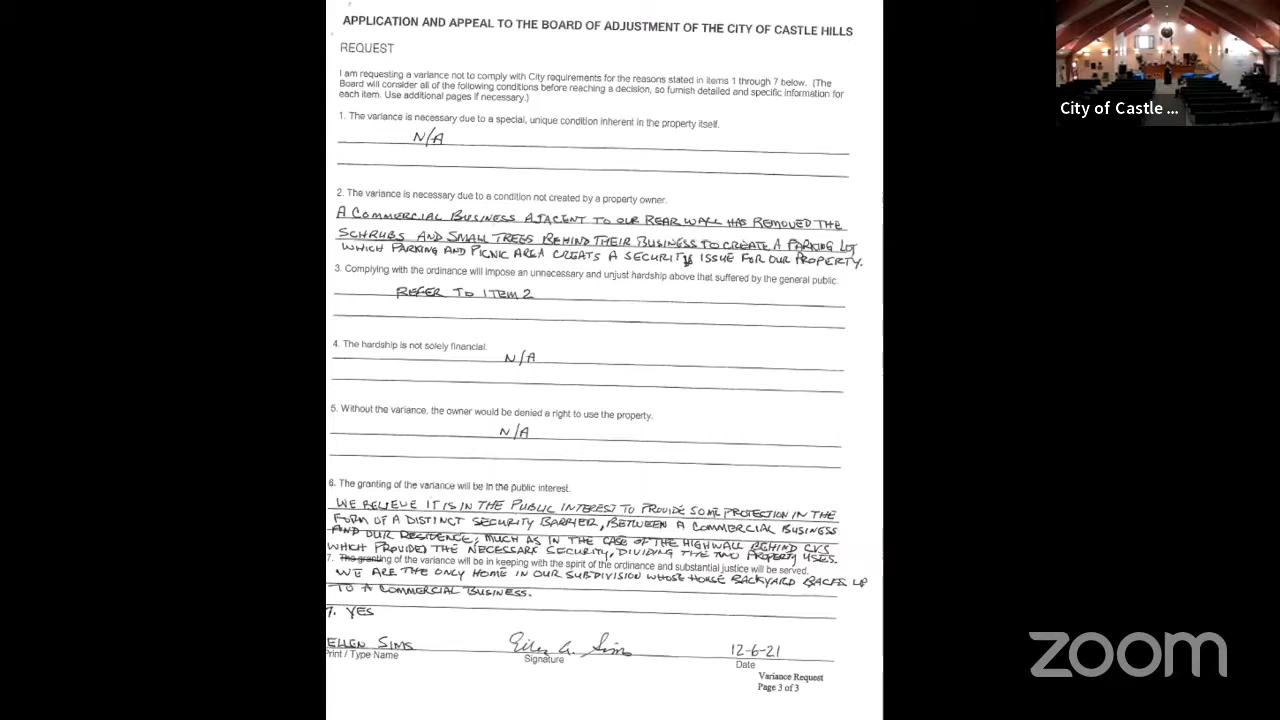 APPLICATION AND APPEAL TO THE BOARD OF ADJUSTMENT OF THE CITY OF CASTLE HILLS
REQUEST
I am requesting a variance not to comply with City requirements for the reasons stated in items 1 through 7 below. (The
Board will consider all of the following conditions before reaching a decision, so furnish detailed and specific information for
each item. Use additional pages if necessary.)
1. The variance is necessary due to a special, unique condition inherent in the property itself.
N/A
2. The variance is necessary due to a condition not created by a property owner.
A COMMERCIAL BUSINESS AJACENT TO OUR REAR WALL HAS REMOVED THE
SCHRUBS AND SMALL TREES BEHIND THEIR BUSINESS TO CREATE A PARKING LOT
WHICH PARKING AND PICNIC AREA CREATS A SECURITY ISSUE FOR OUR PROPERTY.
3. Complying with the ordinance will impose an unnecessary and unjust hardship above that suffered by the general public.
REFER TO ITEM 2
4. The hardship is not solely financial.
N/A
5. Without the variance, the owner would be denied a right to use the property.
N/A
6. The granting of the variance will be in the public interest.
WE BELIEVE IT IS IN THE PUBLIC INTEREST TO PROVIDE SOME PROTECTION IN THE
FORM OF A DISTINCT SECURITY BARRIER, BETWEEN A COMMERCIAL BUSINESS
AND OUR RESIDENCE, MUCH AS IN THE CASE OF THE HIGHWALL BEHIND CVS
WHICH PROVIDES THE NECESSARY SECURITY, DIVIDING THE TWO PROPERTY USES.
7. The granting of the variance will be in keeping with the spirit of the ordinance and substantial justice will be served.
WE ARE THE ONLY HOME IN OUR SUBDIVISION WHOSE HOUSE BACKYARD BACKS UP
TO A COMMERCIAL BUSINESS.
7. YES
ELLEN SIMS
Print / Type Name
Signature
12-6-21
Date
Variance Request
Page 3 of 3
City of Castle ...
zoom